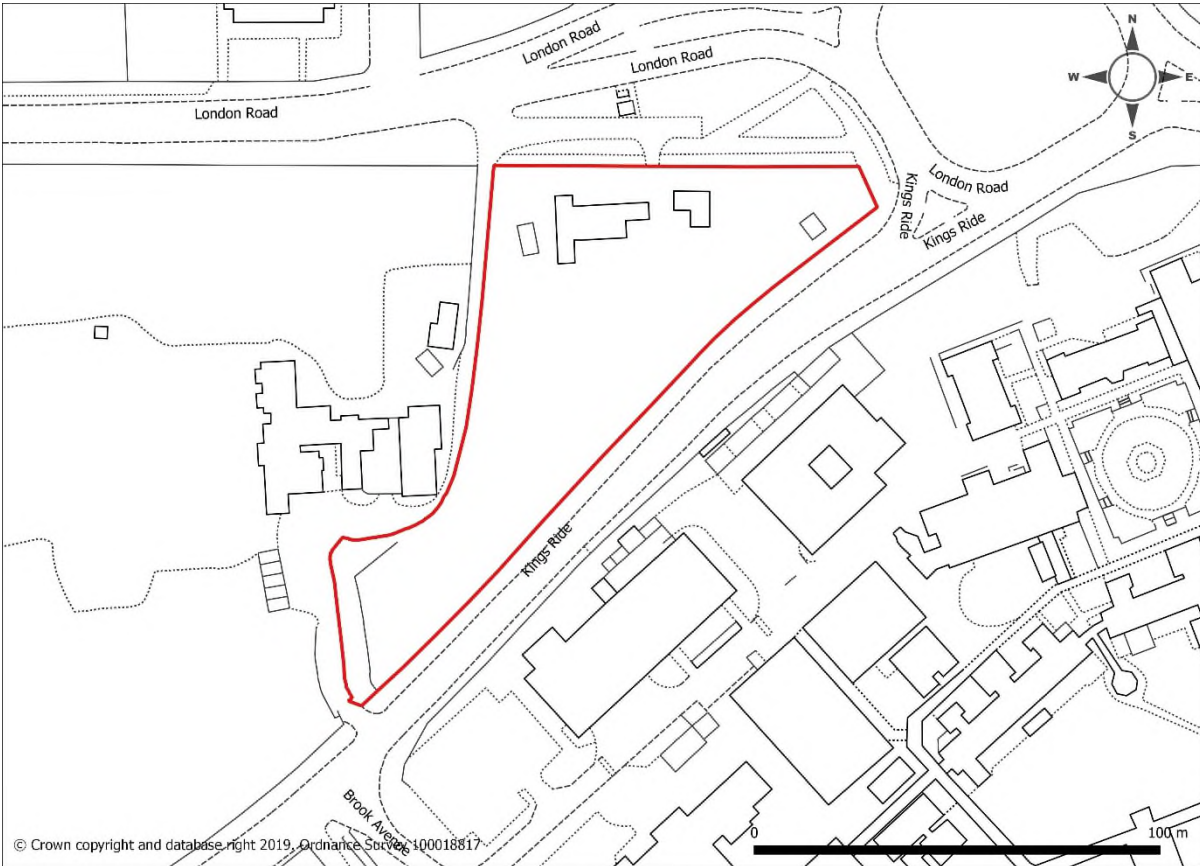 London Road
London Road
London Road
N
W
E
S
London Road
Kings Ride
Kings Ride
Kings Ride
Brook Avenue
© Crown copyright and database right 2019. Ordnance Survey 100018817
0
100 m